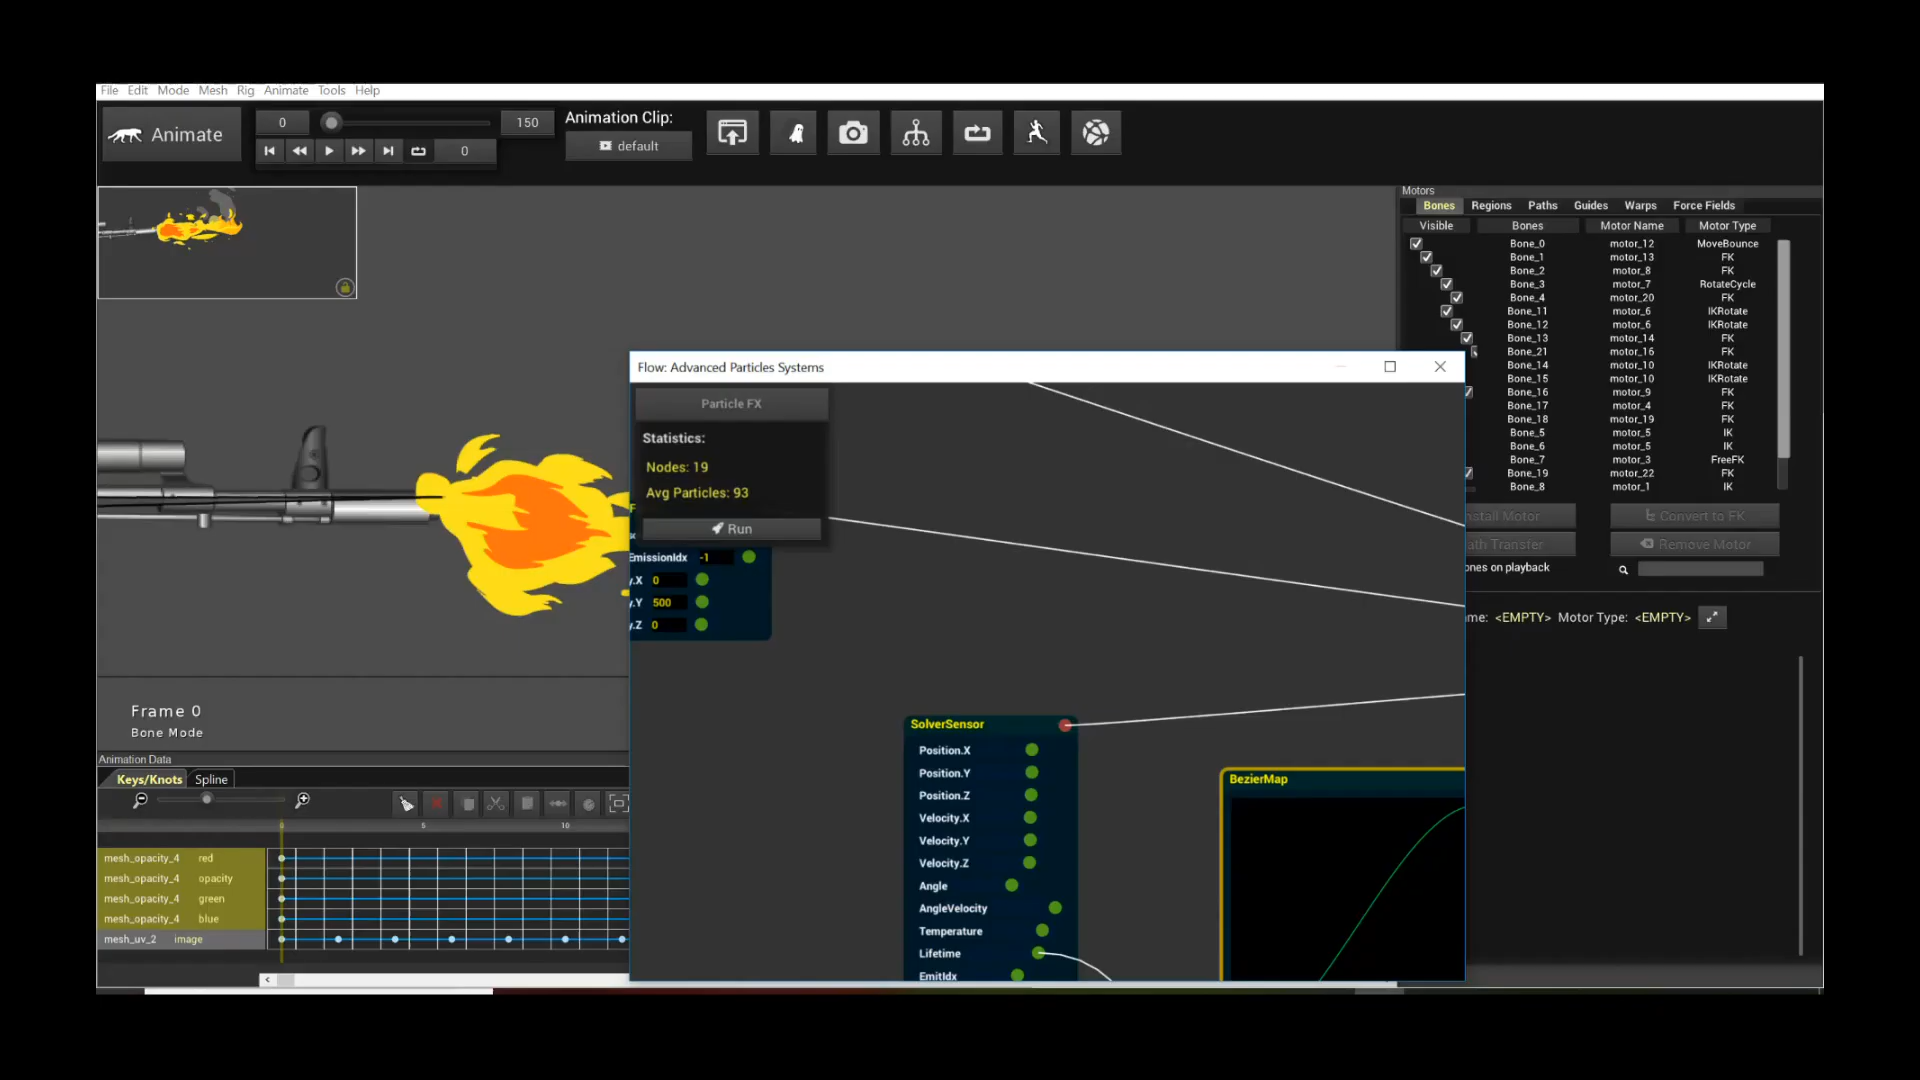 File Edit Mode Mesh Rig Animate Tools Help
Animate
0
150
0
Animation Clip:
default
Motors
Bones Regions Paths Guides Warps Force Fields
Visible Bones Motor Name Motor Type
Bone_0 motor_12 MoveBounce
Bone_1 motor_13 FK
Bone_2 motor_8 FK
Bone_3 motor_7 RotateCycle
Bone_4 motor_20 FK
Bone_11 motor_6 IKRotate
Bone_12 motor_6 IKRotate
Bone_13 motor_14 FK
Bone_21 motor_16 FK
Bone_14 motor_10 IKRotate
Bone_15 motor_10 IKRotate
Bone_16 motor_9 FK
Bone_17 motor_4 FK
Bone_18 motor_19 FK
Bone_5 motor_5 IK
Bone_6 motor_5 IK
Bone_7 motor_3 FreeFK
Bone_19 motor_22 FK
Bone_8 motor_1 IK
nstall Motor Convert to FK
ath Transfer Remove Motor
ones on playback
me: <EMPTY> Motor Type: <EMPTY>
Flow: Advanced Particles Systems
Particle FX
Statistics:
Nodes: 19
Avg Particles: 93
Run
EmissionIdx -1
y.X 0
y.Y 500
y.Z 0
SolverSensor
Position.X
Position.Y
Position.Z
Velocity.X
Velocity.Y
Velocity.Z
Angle
AngleVelocity
Temperature
Lifetime
EmitIdx
BezierMap
Frame 0
Bone Mode
Animation Data
Keys/Knots Spline
0 5 10
mesh_opacity_4 red
mesh_opacity_4 opacity
mesh_opacity_4 green
mesh_opacity_4 blue
mesh_uv_2 image